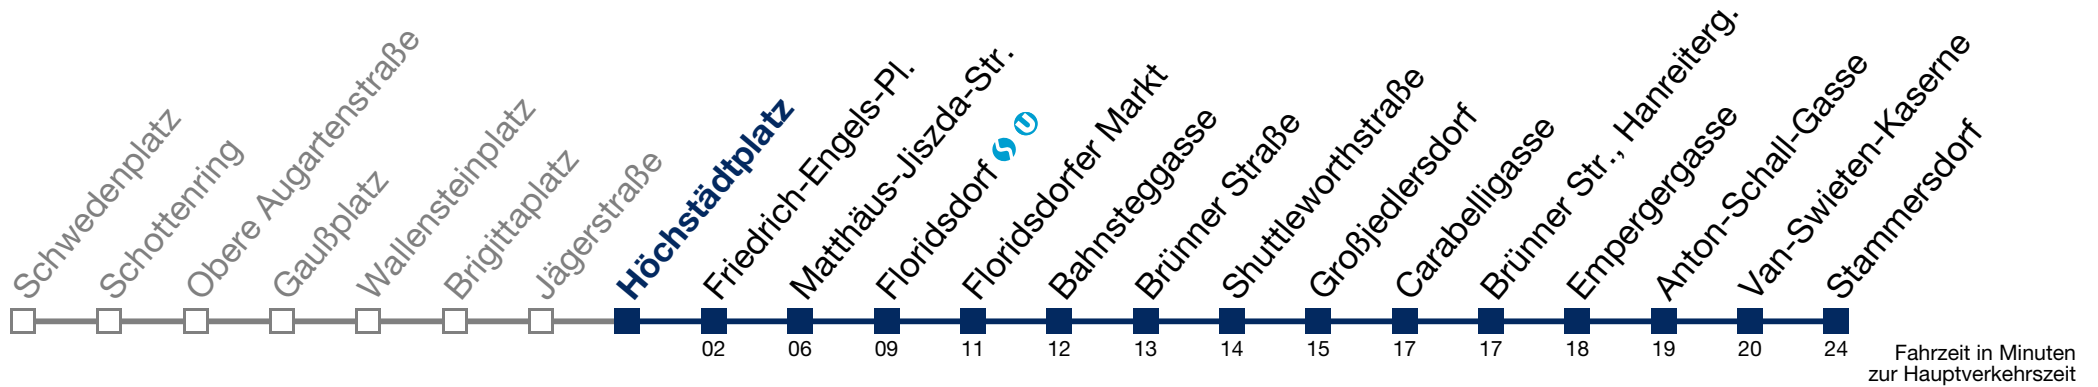 Schwedenplatz
Schottenring
Obere Augartenstraße
Gaußplatz
Wallensteinplatz
Brigittaplatz
Jägerstraße
Höchstädtplatz
Friedrich-Engels-Pl.
Matthäus-Jiszda-Str.
Floridsdorf S U
Floridsdorfer Markt
Bahnsteggasse
Brünner Straße
Shuttleworthstraße
Großjedlersdorf
Carabelligasse
Brünner Str., Hanreiterg.
Empergergasse
Anton-Schall-Gasse
Van-Swieten-Kaserne
Stammersdorf
02 06 09 11 12 13 14 15 17 17 18 19 20 24
Fahrzeit in Minuten
zur Hauptverkehrszeit